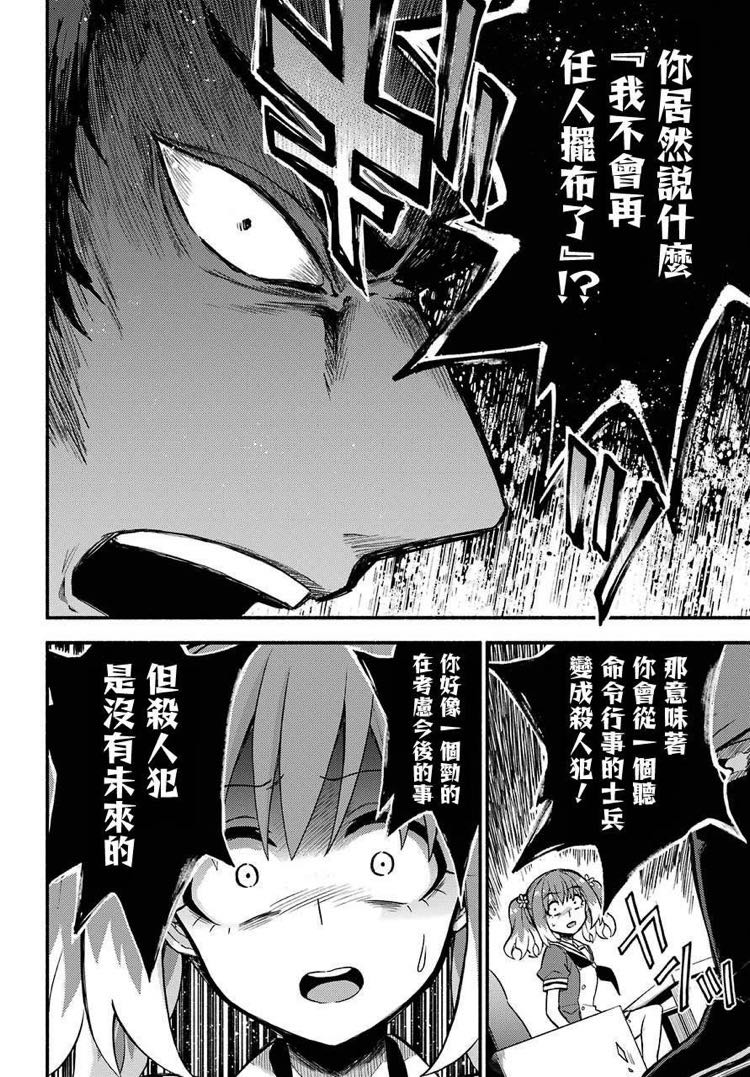 你居然說什麼
『我不會再
任人擺布了』!?
那意味著
你會從一個聽
命令行事的士兵
變成殺人犯！
你好像一個勁的
在考慮今後的事
但殺人犯
是沒有未來的
ガタ